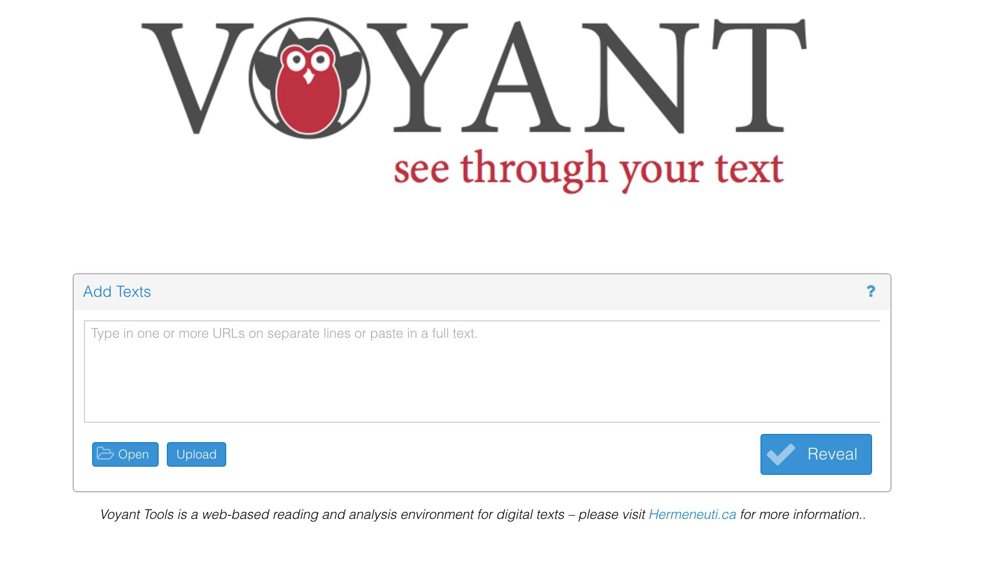 VOYANT
see through your text
Add Texts
?
Type in one or more URLs on separate lines or paste in a full text.
Open
Upload
Reveal
Voyant Tools is a web-based reading and analysis environment for digital texts – please visit Hermeneuti.ca for more information..